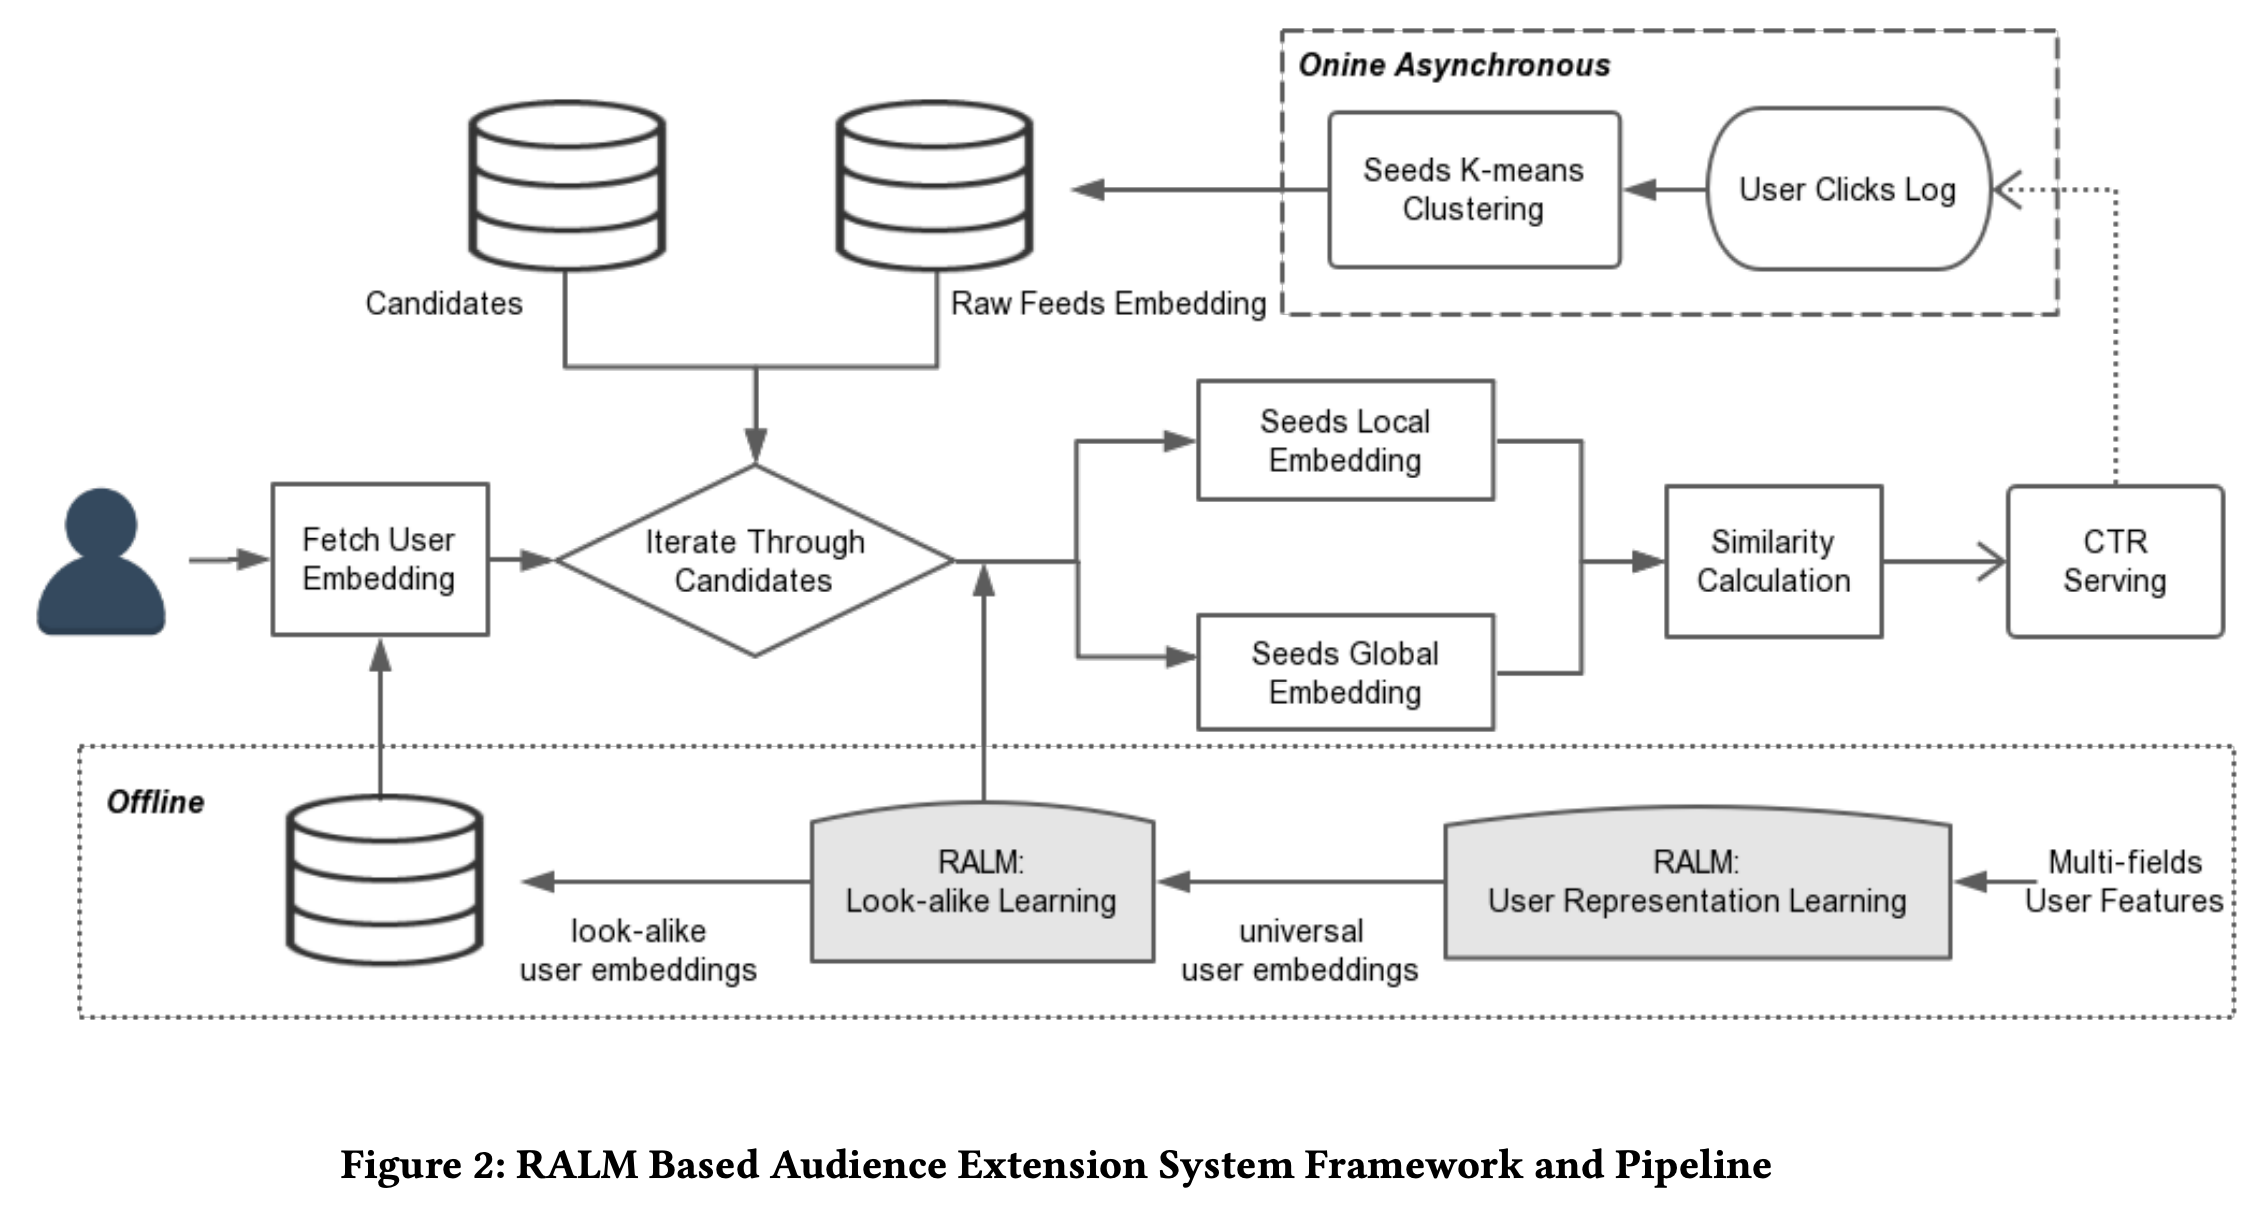 Onine Asynchronous
Seeds K-means
Clustering
User Clicks Log
Candidates
Raw Feeds Embedding
Seeds Local
Embedding
Fetch User
Embedding
Iterate Through
Candidates
Similarity
Calculation
CTR
Serving
Seeds Global
Embedding
Offline
RALM:
Look-alike Learning
RALM:
User Representation Learning
Multi-fields
User Features
look-alike
user embeddings
universal
user embeddings
Figure 2: RALM Based Audience Extension System Framework and Pipeline